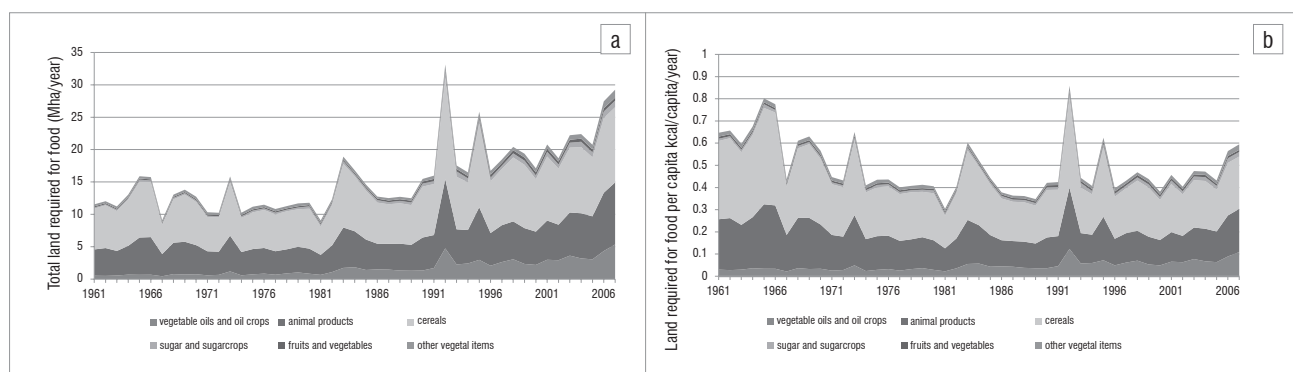 a
Total land required for food (Mha/year)
35
30
25
20
15
10
5
0
1961 1966 1971 1976 1981 1986 1991 1996 2001 2006
vegetable oils and oil crops animal products cereals
sugar and sugarcrops fruits and vegetables other vegetal items
b
Land required for food per capita kcal/capita/year)
1
0.9
0.8
0.7
0.6
0.5
0.4
0.3
0.2
0.1
0
1961 1966 1971 1976 1981 1986 1991 1996 2001 2006
vegetable oils and oil crops animal products cereals
sugar and sugarcrops fruits and vegetables other vegetal items